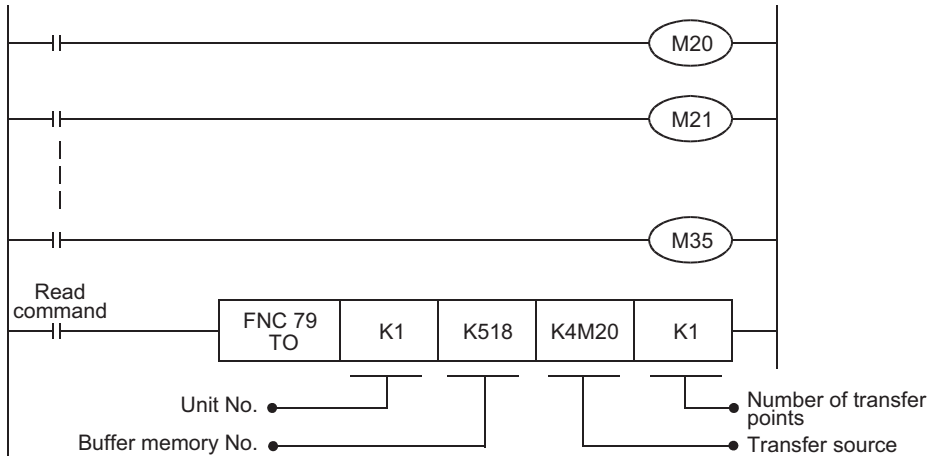 M20
M21
M35
Read
command
FNC 79
TO
K1
K518
K4M20
K1
Unit No.
Number of transfer
points
Buffer memory No.
Transfer source